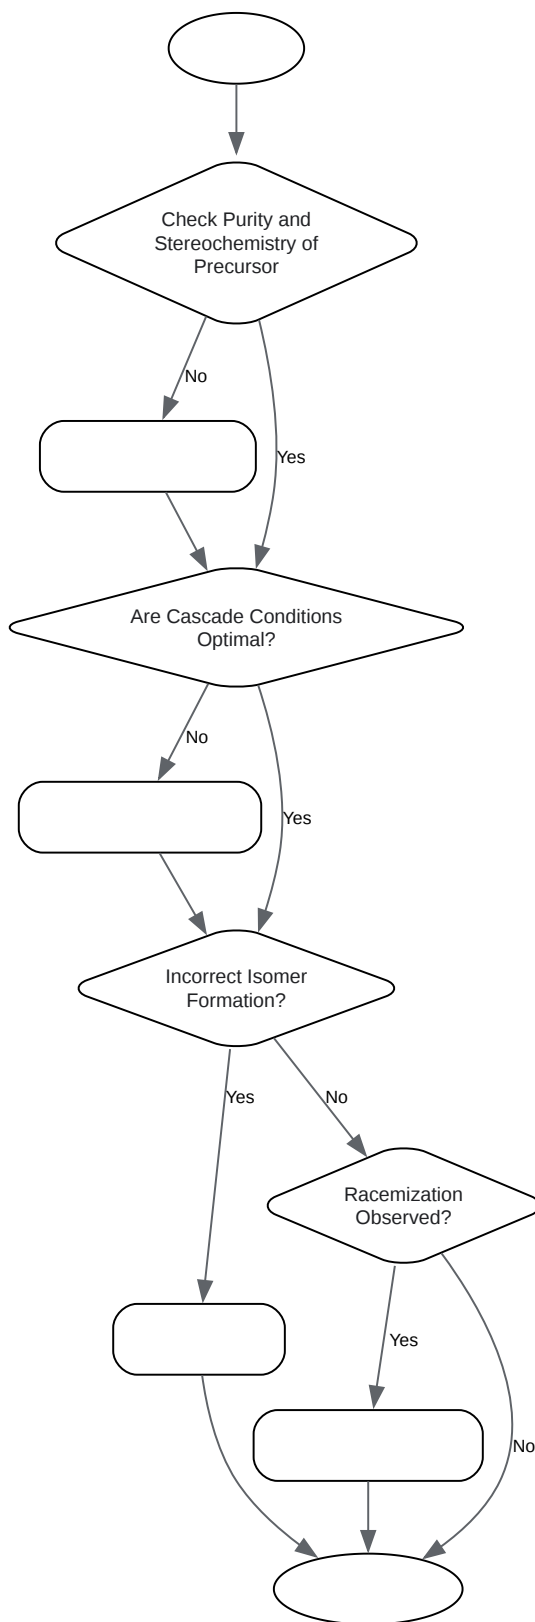 Check Purity and
Stereochemistry of
Precursor
No
Yes
Are Cascade Conditions
Optimal?
No
Yes
Incorrect Isomer
Formation?
Yes
No
Racemization
Observed?
Yes
No